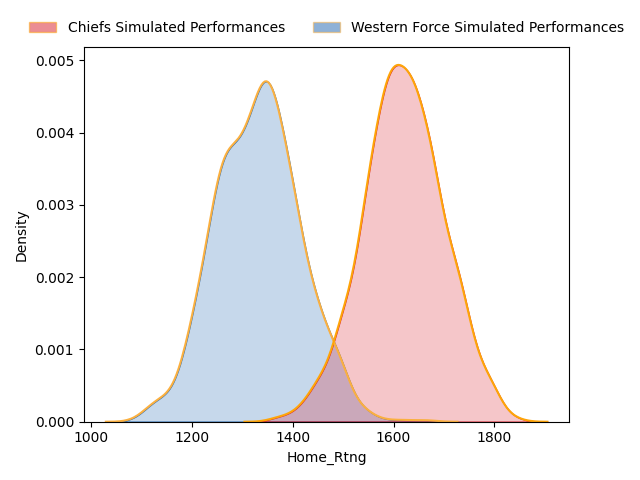 Chiefs Simulated Performances Western Force Simulated Performances
0.005
0.004
0.003
0.002
0.001
0.000
Density
1000 1200 1400 1600 1800
Home_Rtng